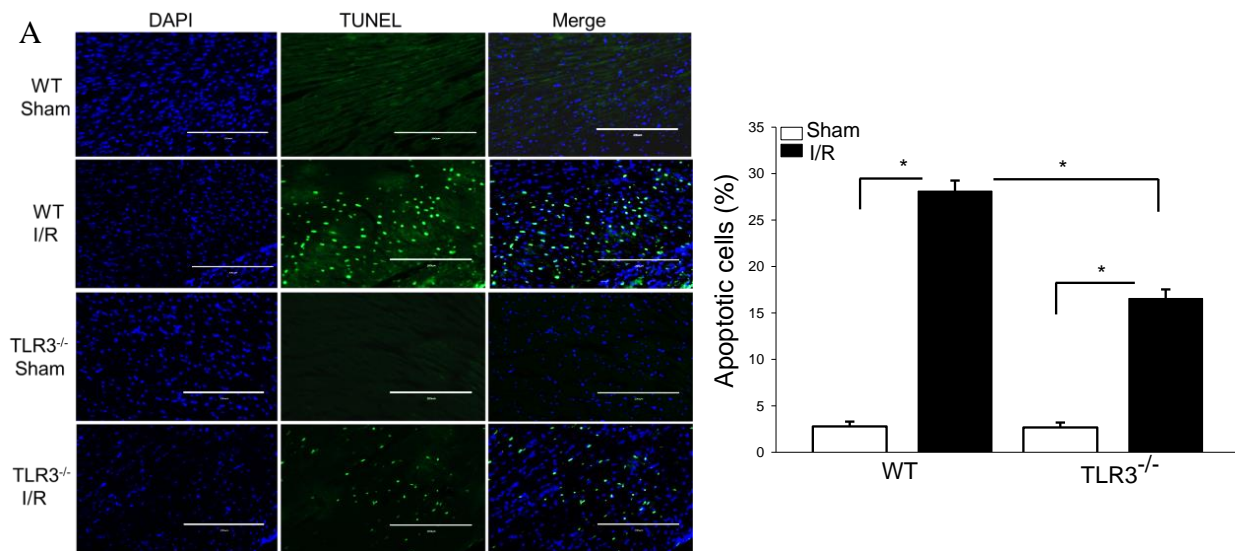 A
DAPI TUNEL Merge
WT
Sham
WT
I/R
TLR3-/-
Sham
TLR3-/-
I/R
Sham
I/R
Apoptotic cells (%)
35
30
25
20
15
10
5
0
*
*
*
WT TLR3-/-